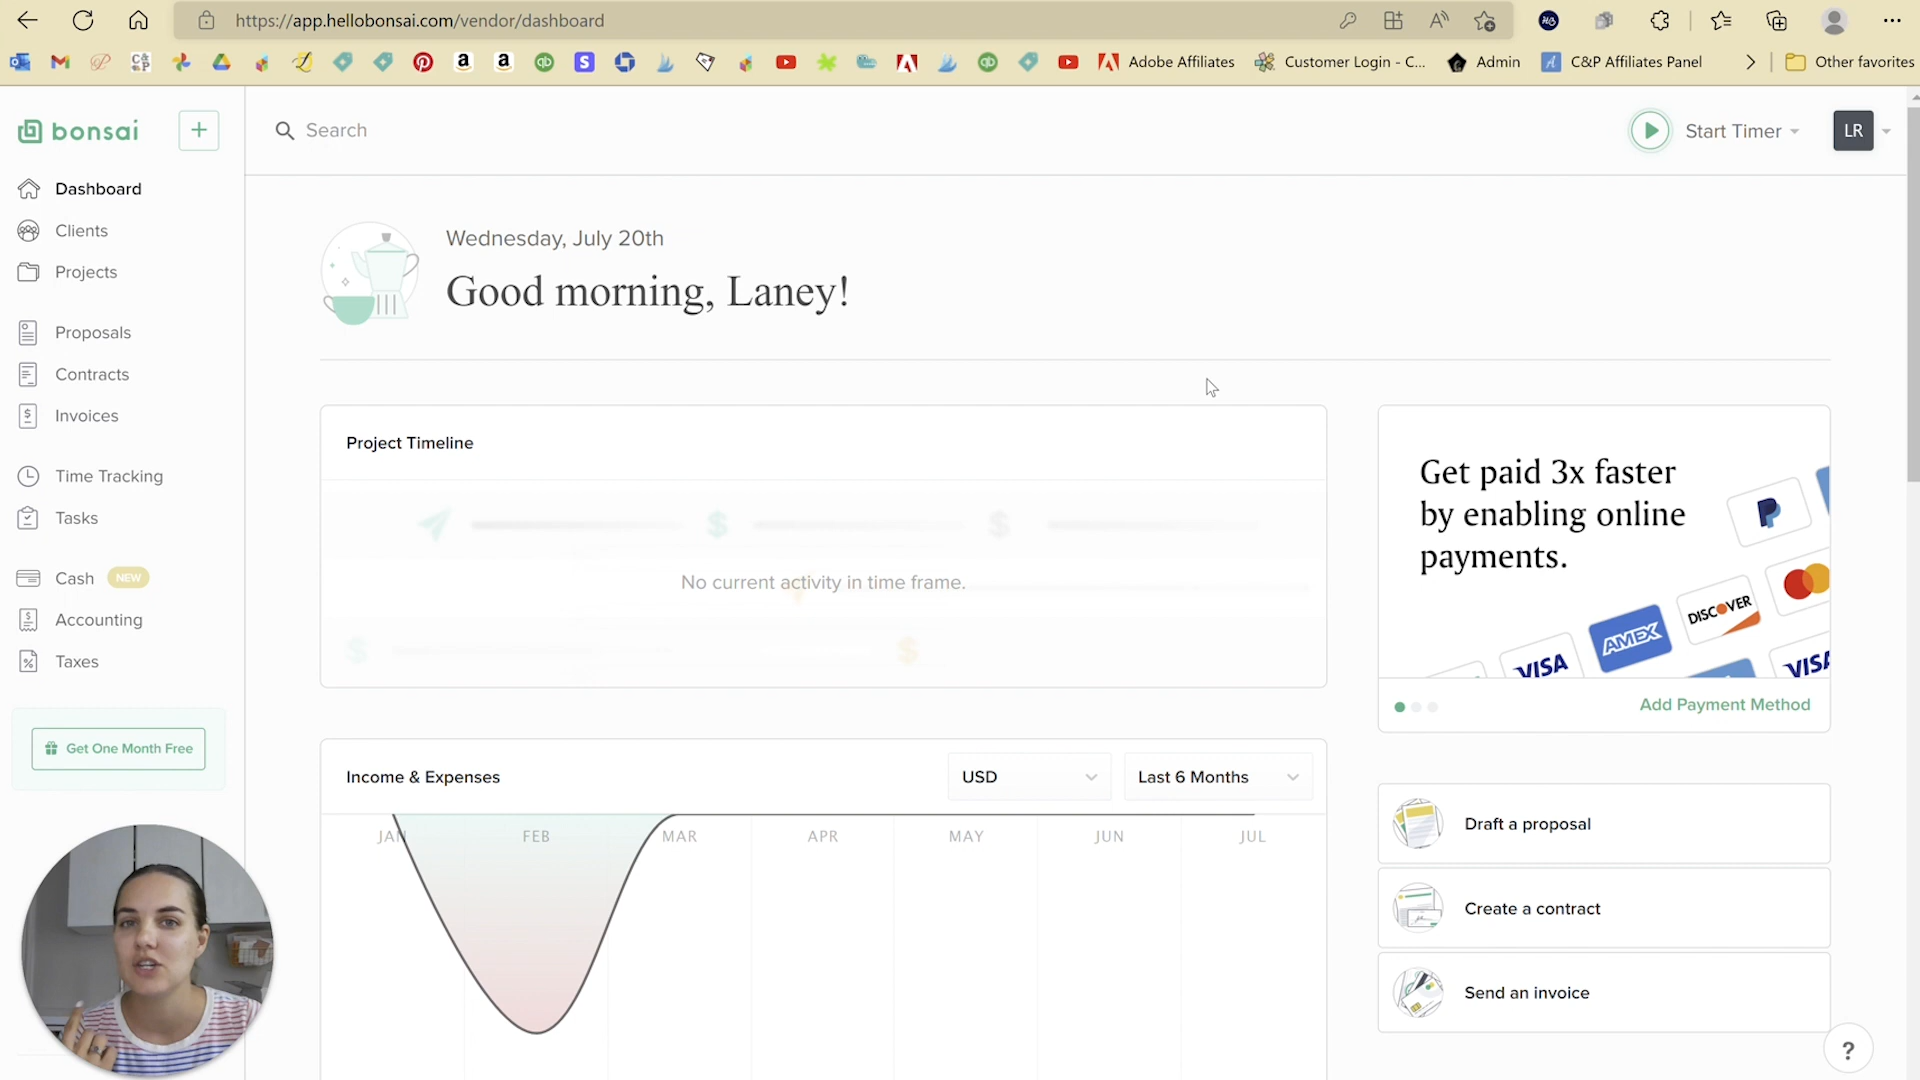 https://app.hellobonsai.com/vendor/dashboard
Adobe Affiliates
Customer Login - C...
Admin
C&P Affiliates Panel
Other favorites
bonsai
+
Search
Start Timer
LR
Dashboard
Clients
Projects
Proposals
Contracts
Invoices
Time Tracking
Tasks
Cash NEW
Accounting
Taxes
Get One Month Free
Wednesday, July 20th
Good morning, Laney!
Project Timeline
No current activity in time frame.
Income & Expenses
USD
Last 6 Months
JAN FEB MAR APR MAY JUN JUL
Get paid 3x faster
by enabling online
payments.
DISCOVER
AMEX
VISA
VISA
Add Payment Method
Draft a proposal
Create a contract
Send an invoice
?